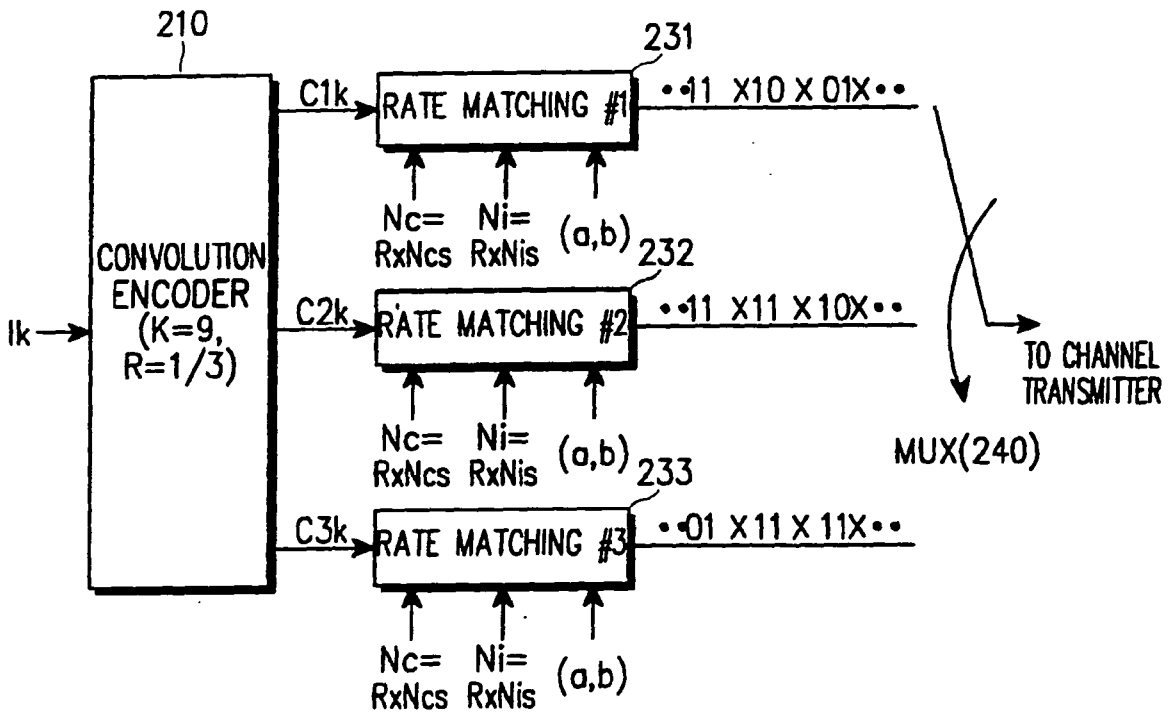 210
231
C1k
RATE MATCHING #1
••11 X10 X 01X••
Nc=
RxNcs
Ni=
RxNis
(a,b)
232
CONVOLUTION
ENCODER
(K=9,
R=1/3)
Ik
C2k
RATE MATCHING #2
••11 X11 X 10X••
TO CHANNEL
TRANSMITTER
Nc=
RxNcs
Ni=
RxNis
(a,b)
MUX(240)
233
C3k
RATE MATCHING #3
••01 X11 X 11X••
Nc=
RxNcs
Ni=
RxNis
(a,b)